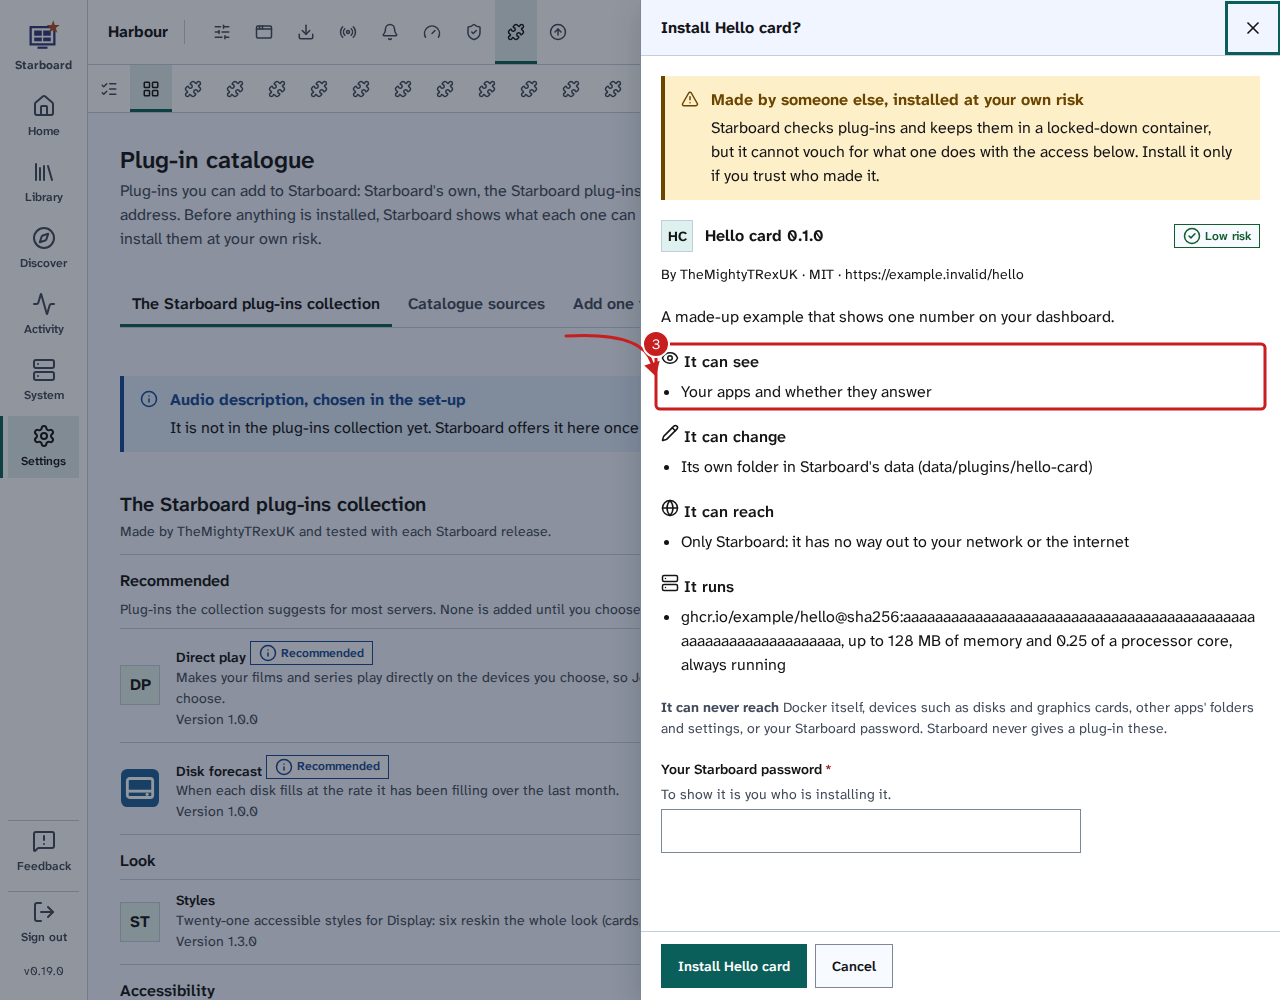 Starboard
Home
Library
Discover
Activity
System
Settings
Feedback
Sign out
v0.19.0
Harbour
Plug-in catalogue
Plug-ins you can add to Starboard: Starboard's own, the Starboard plug-ins
address. Before anything is installed, Starboard shows what each one can
install them at your own risk.
The Starboard plug-ins collection
Catalogue sources
Add one
Audio description, chosen in the set-up
It is not in the plug-ins collection yet. Starboard offers it here once
The Starboard plug-ins collection
Made by TheMightyTRexUK and tested with each Starboard release.
Recommended
Plug-ins the collection suggests for most servers. None is added until you choose
DP
Direct play
Recommended
Makes your films and series play directly on the devices you choose, so
choose.
Version 1.0.0
Disk forecast
Recommended
When each disk fills at the rate it has been filling over the last month.
Version 1.0.0
Look
ST
Styles
Twenty-one accessible styles for Display: six reskin the whole look (cards
Version 1.3.0
Accessibility
Install Hello card?
Made by someone else, installed at your own risk
Starboard checks plug-ins and keeps them in a locked-down container,
but it cannot vouch for what one does with the access below. Install it only
if you trust who made it.
HC
Hello card 0.1.0
Low risk
By TheMightyTRexUK · MIT · https://example.invalid/hello
A made-up example that shows one number on your dashboard.
3
It can see
• Your apps and whether they answer
It can change
• Its own folder in Starboard's data (data/plugins/hello-card)
It can reach
• Only Starboard: it has no way out to your network or the internet
It runs
• ghcr.io/example/hello@sha256:aaaaaaaaaaaaaaaaaaaaaaaaaaaaaaaaaaaaaaaaaaa
aaaaaaaaaaaaaaaaaaaaa, up to 128 MB of memory and 0.25 of a processor core,
always running
It can never reach Docker itself, devices such as disks and graphics cards, other apps' folders
and settings, or your Starboard password. Starboard never gives a plug-in these.
Your Starboard password *
To show it is you who is installing it.
Install Hello card
Cancel